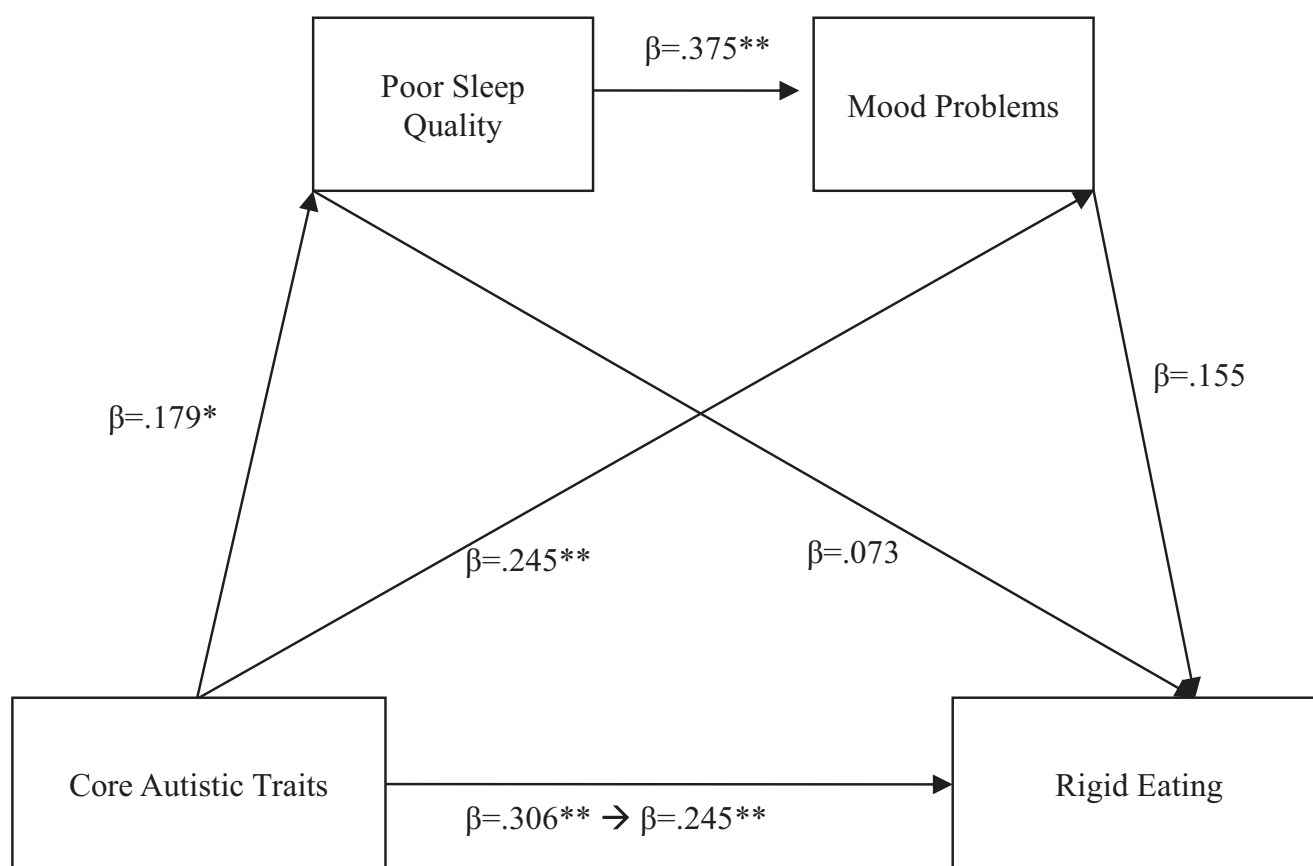 β=.375**
Poor Sleep
Quality
Mood Problems
β=.179*
β=.155
β=.245**
β=.073
Core Autistic Traits
Rigid Eating
β=.306** → β=.245**